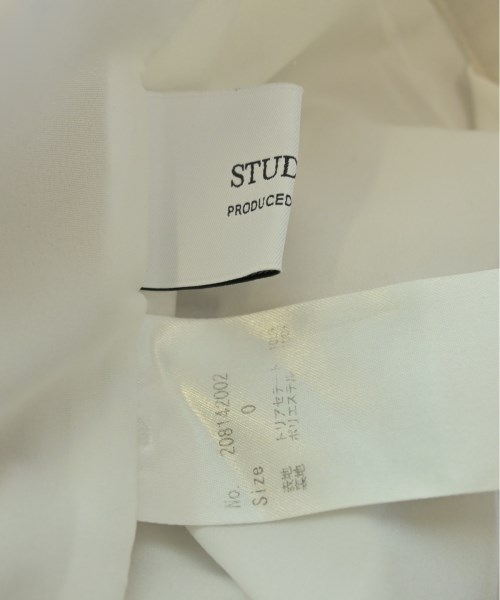 STUD
PRODUCED
No. 208142002
Size 0
表地 トリアセテート
裏地 ポリエステル